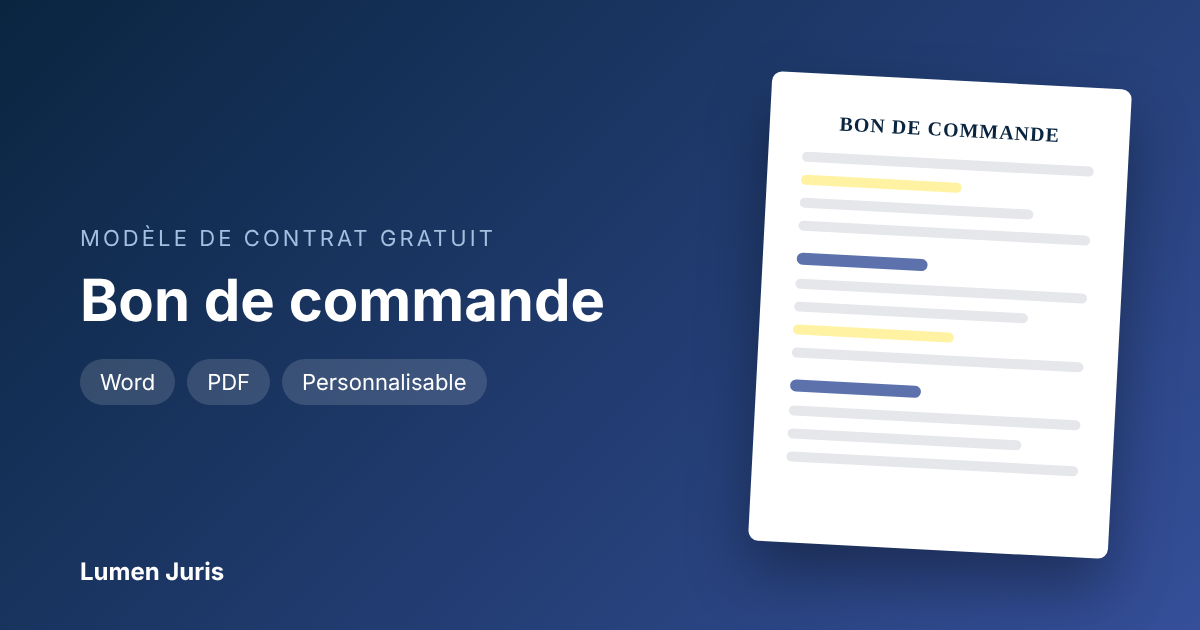 MODÈLE DE CONTRAT GRATUIT
Bon de commande
Word PDF Personnalisable
Lumen Juris
BON DE COMMANDE